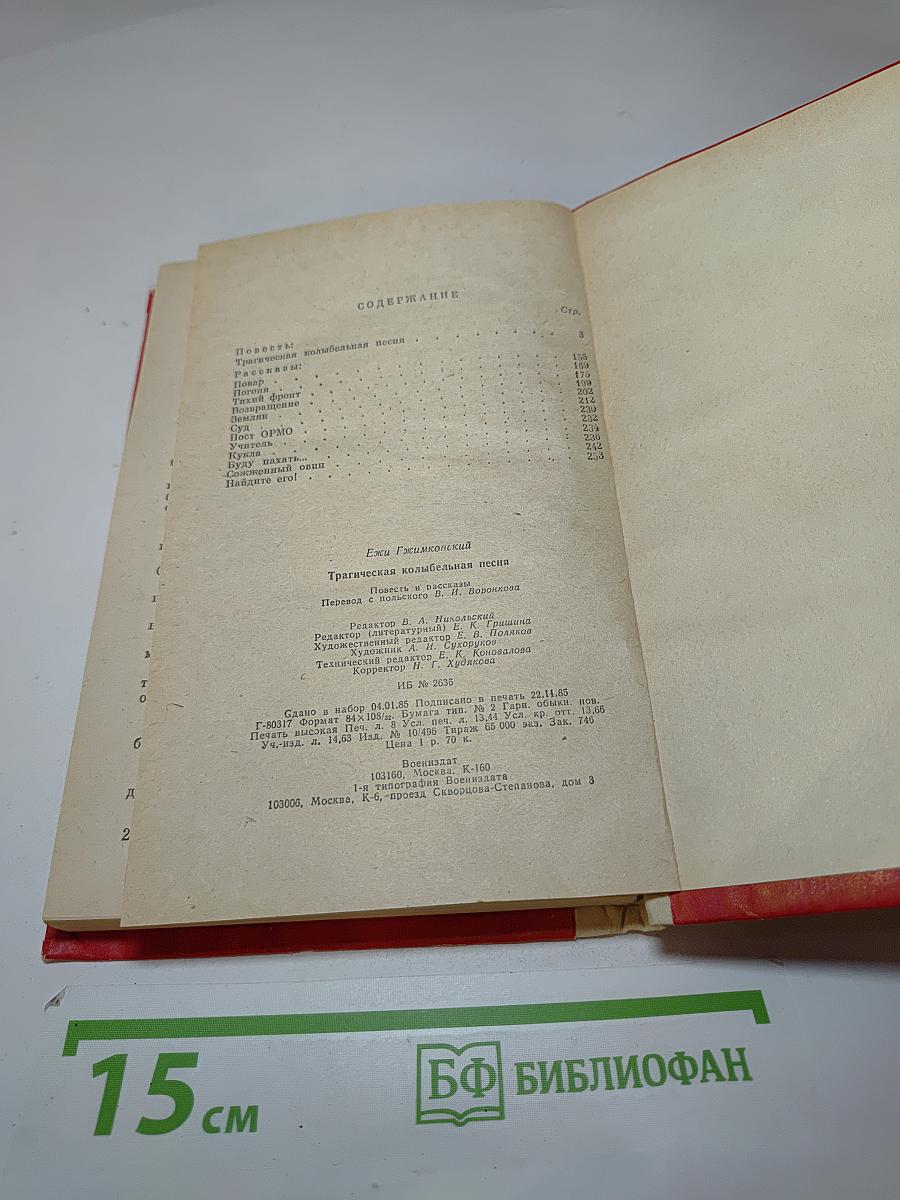 СОДЕРЖАНИЕ
Стр.
Повесть:
Трагическая колыбельная песня . . . . . . . . 3
Рассказы:
Повар . . . . . . . . 155
Погоня . . . . . . . . 169
Тихий фронт . . . . . . . . 175
Возвращение . . . . . . . . 199
Земляк . . . . . . . . 202
Суд . . . . . . . . 212
Пост ОРМО . . . . . . . . 230
Учитель . . . . . . . . 232
Кукла . . . . . . . . 234
Буду пахать... . . . . . . . . 236
Сожженный овин . . . . . . . . 242
Найдите его! . . . . . . . . 253
Ежи Гжимковский
Трагическая колыбельная песня
Повесть и рассказы
Перевод с польского В. И. Воронкова
Редактор В. А. Никольский
Редактор (литературный) Е. К. Гришина
Художественный редактор Е. В. Поляков
Художник А. И. Сухоруков
Технический редактор Е. К. Коновалова
Корректор Н. Г. Худякова
ИБ № 2636
Сдано в набор 04.01.85 Подписано в печать 22.11.85
Г-80317 Формат 84×108/32. Бумага тип. № 2 Гарн. обыкн. нов.
Печать высокая Печ. л. 8 Усл. печ. л. 13,44 Усл. кр. отт. 13,66
Уч.-изд. л. 14,63 Изд. № 10/496 Тираж 65 000 экз. Зак. 746
Цена 1 р. 70 к.
Воениздат
103160, Москва, К-160
1-я типография Воениздата
103006, Москва, К-6, проезд Скворцова-Степанова, дом 3
15 см
БФ БИБЛИОФАН